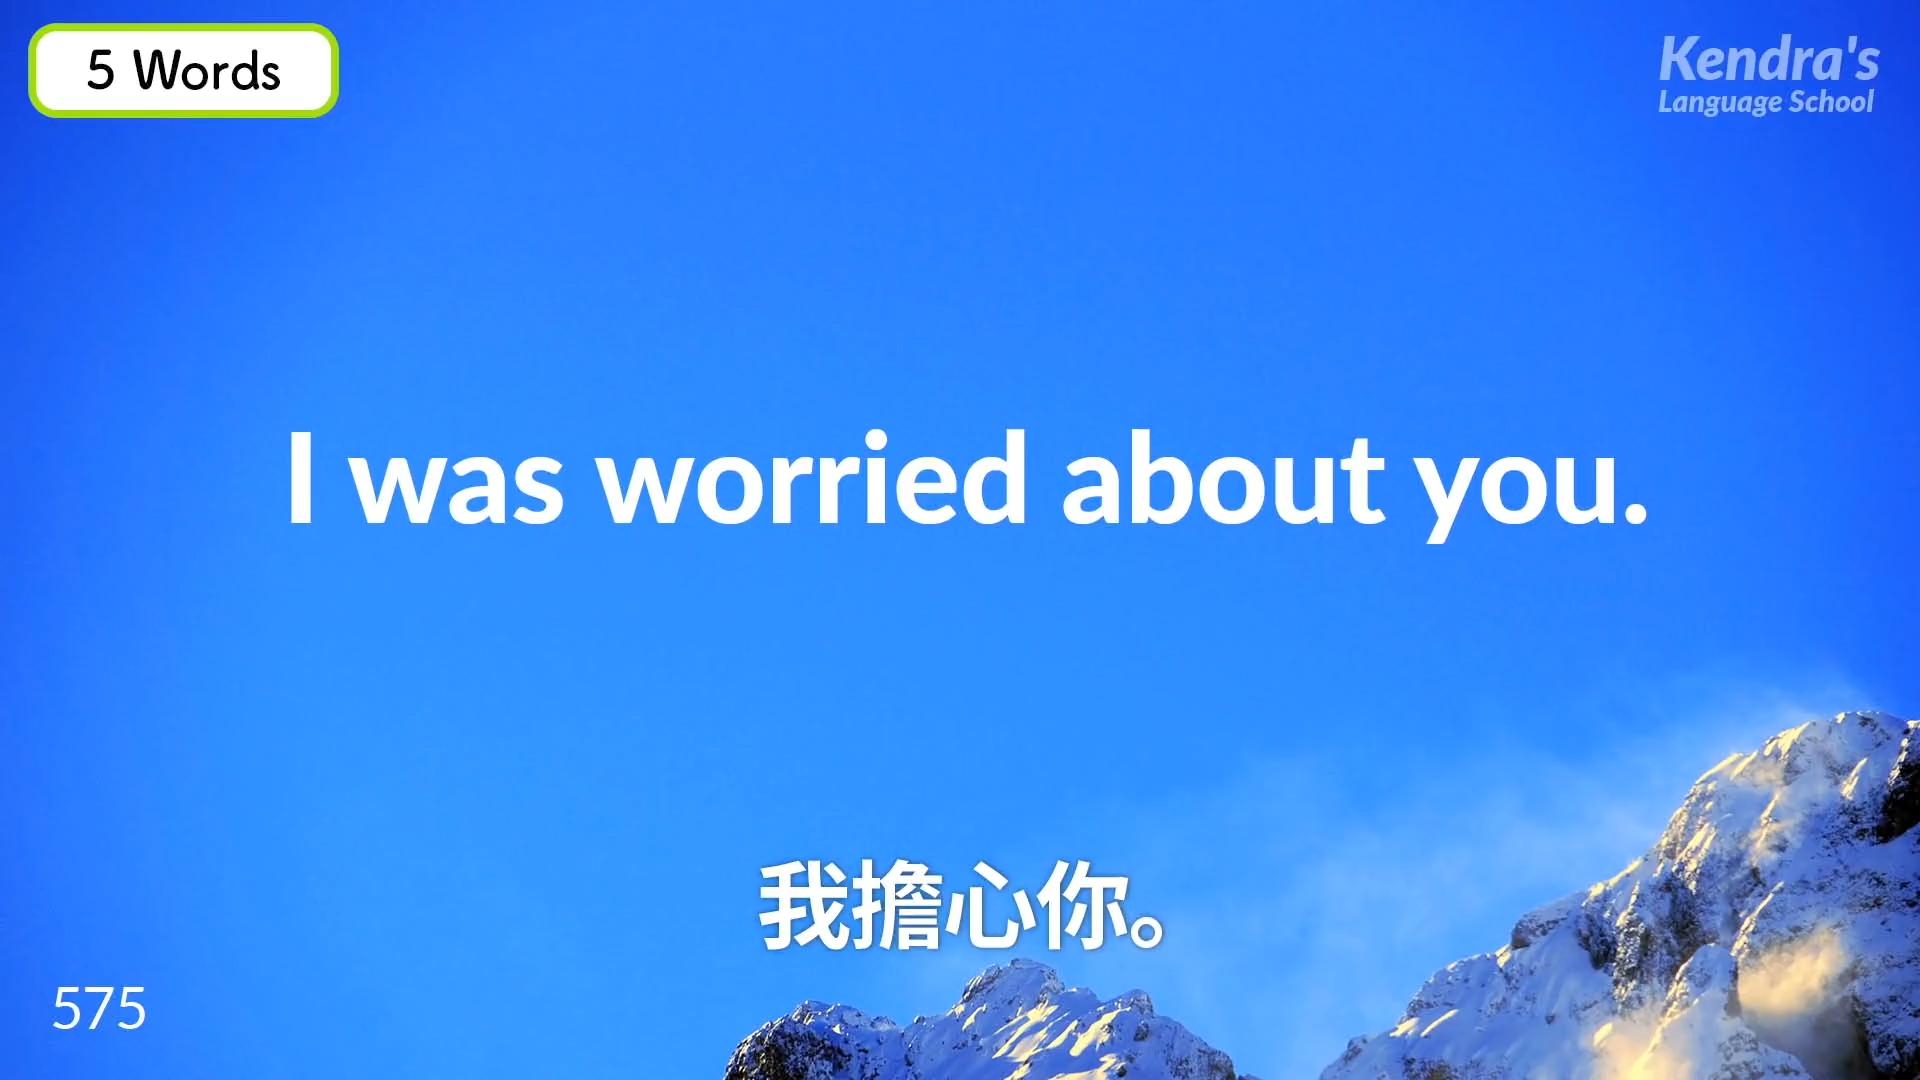 5 Words
Kendra's
Language School
I was worried about you.
我擔心你。
575